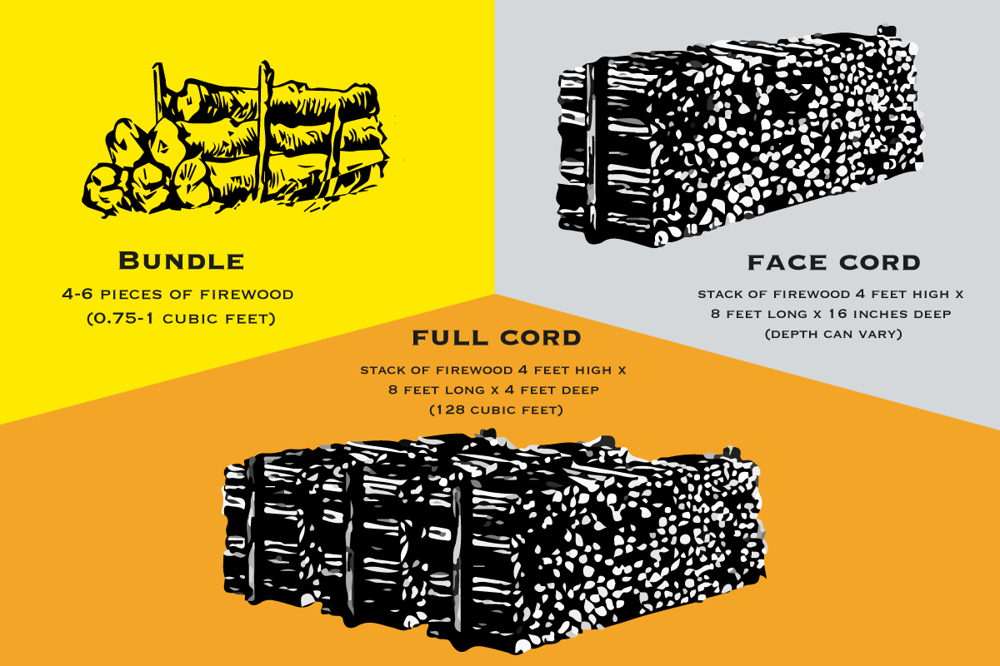 BUNDLE
4-6 PIECES OF FIREWOOD
(0.75-1 CUBIC FEET)
FACE CORD
STACK OF FIREWOOD 4 FEET HIGH X
8 FEET LONG X 16 INCHES DEEP
(DEPTH CAN VARY)
FULL CORD
STACK OF FIREWOOD 4 FEET HIGH X
8 FEET LONG X 4 FEET DEEP
(128 CUBIC FEET)